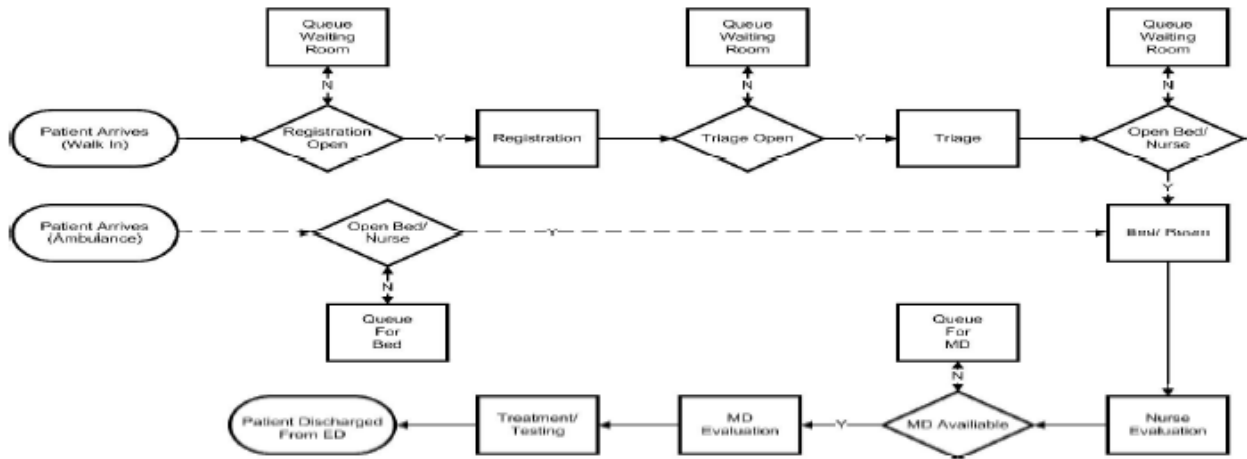 Queue
Waiting
Room
Queue
Waiting
Room
Queue
Waiting
Room
N
N
N
Patient Arrives
(Walk In)
Registration
Open
Y
Registration
Triage Open
Y
Triage
Open Bed/
Nurse
Y
Patient Arrives
(Ambulance)
Open Bed/
Nurse
Y
Bed/ Room
N
Queue
For
Bed
Queue
For
MD
N
Patient Discharged
From ED
Treatment/
Testing
MD
Evaluation
Y
MD Availiable
Nurse
Evaluation